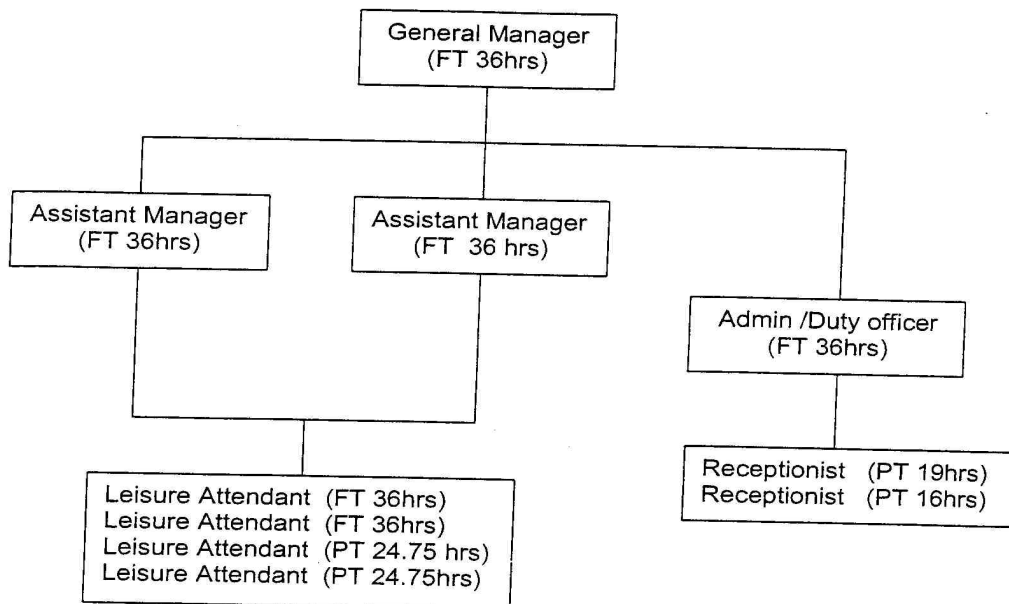 General Manager
(FT 36hrs)
Assistant Manager
(FT 36hrs)
Assistant Manager
(FT 36 hrs)
Admin /Duty officer
(FT 36hrs)
Leisure Attendant (FT 36hrs)
Leisure Attendant (FT 36hrs)
Leisure Attendant (PT 24.75 hrs)
Leisure Attendant (PT 24.75hrs)
Receptionist (PT 19hrs)
Receptionist (PT 16hrs)